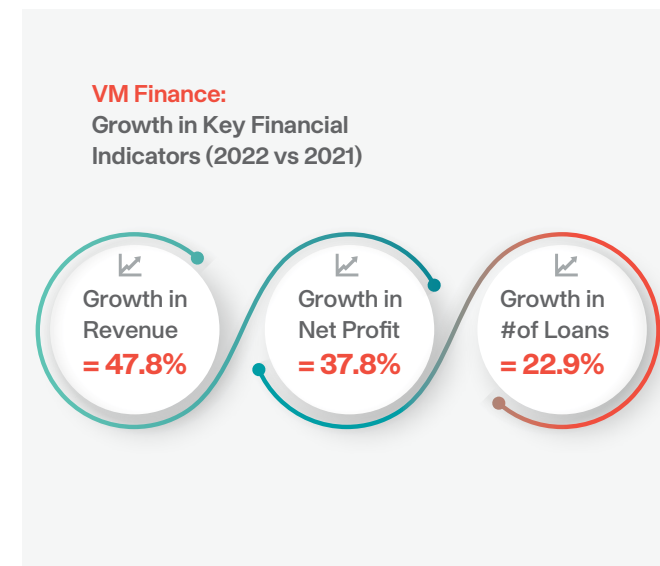 VM Finance:
Growth in Key Financial
Indicators (2022 vs 2021)
Growth in
Revenue
= 47.8%
Growth in
Net Profit
= 37.8%
Growth in
#of Loans
= 22.9%